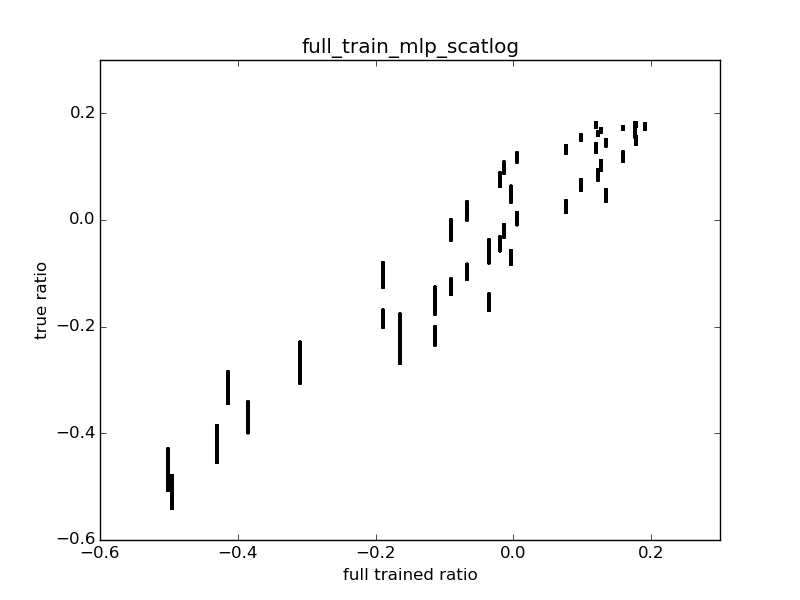 full_train_mlp_scatlog
0.2
0.0
−0.2
−0.4
−0.6
true ratio
−0.6 −0.4 −0.2 0.0 0.2
full trained ratio